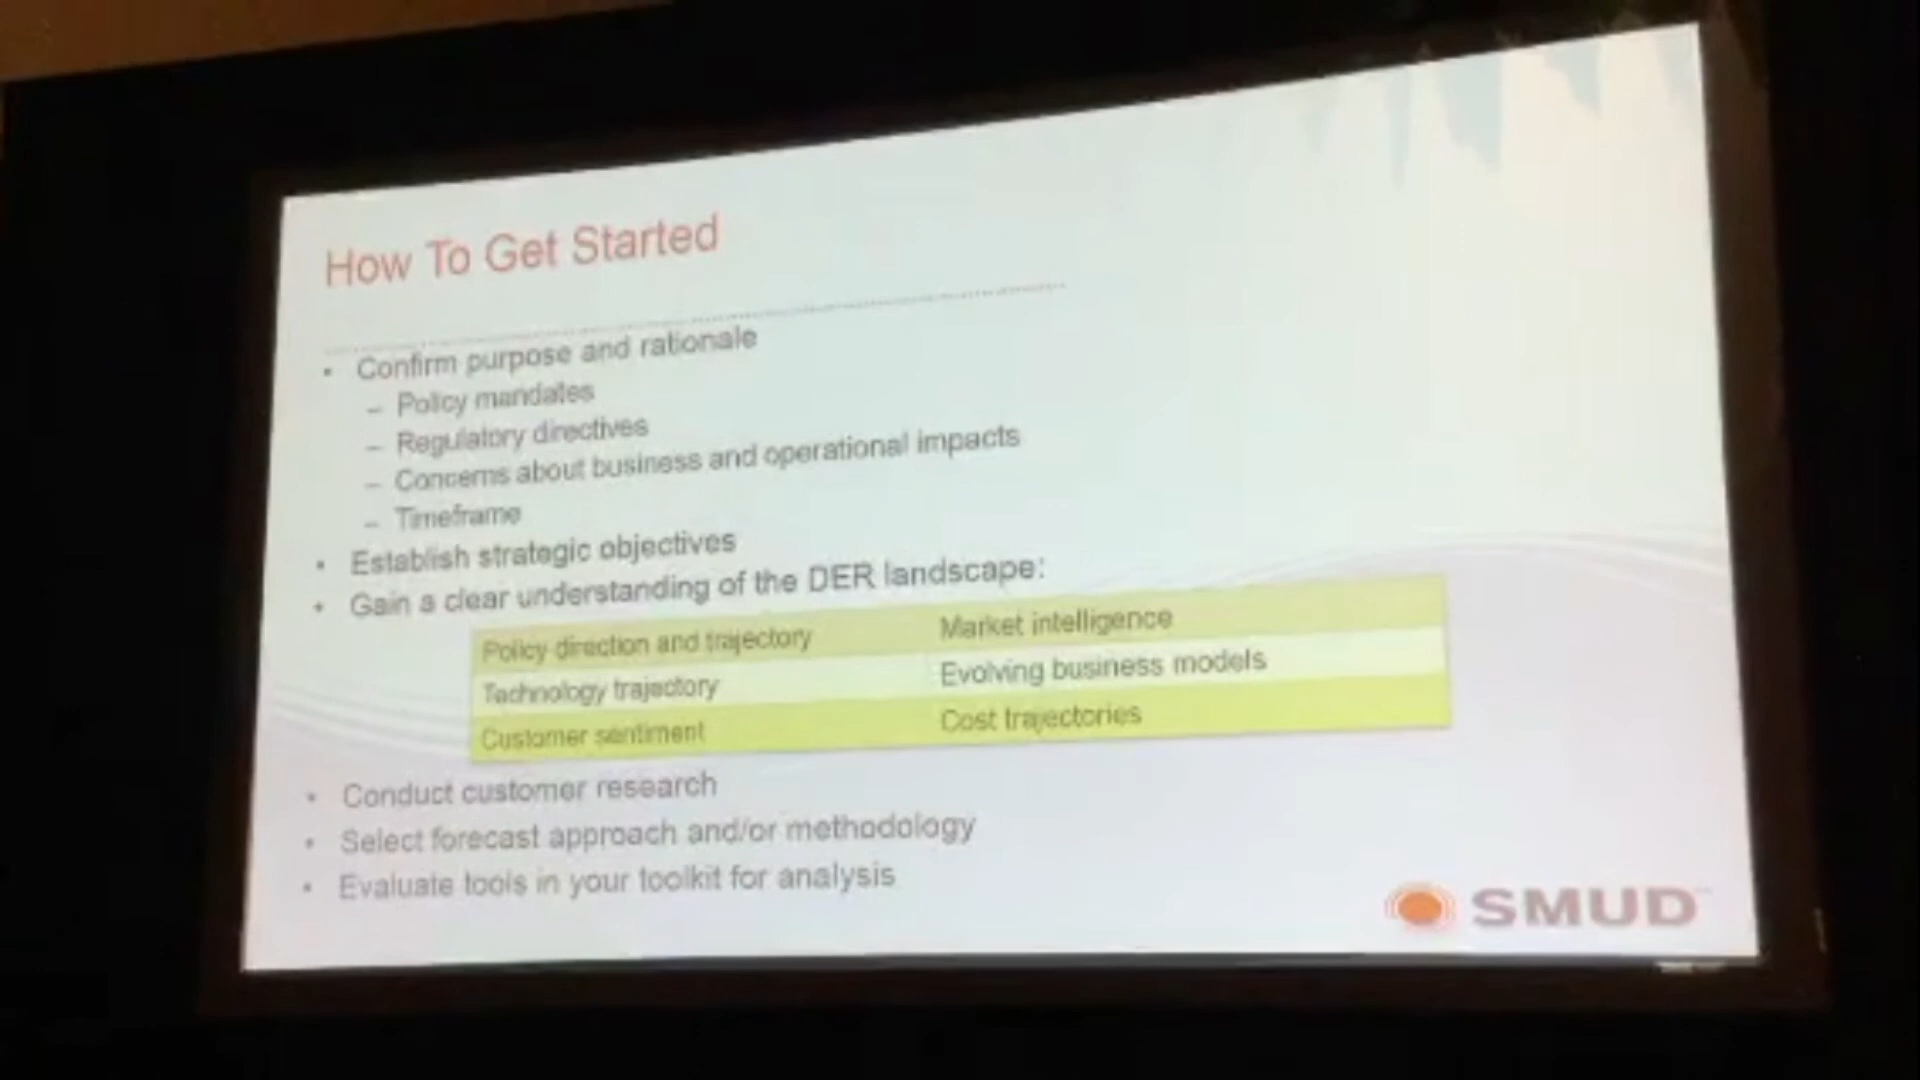 How To Get Started
• Confirm purpose and rationale
– Policy mandates
– Regulatory directives
– Concerns about business and operational impacts
– Timeframe
• Establish strategic objectives
• Gain a clear understanding of the DER landscape:
Policy direction and trajectory Market intelligence
Technology trajectory Evolving business models
Customer sentiment Cost trajectories
• Conduct customer research
• Select forecast approach and/or methodology
• Evaluate tools in your toolkit for analysis
SMUD™